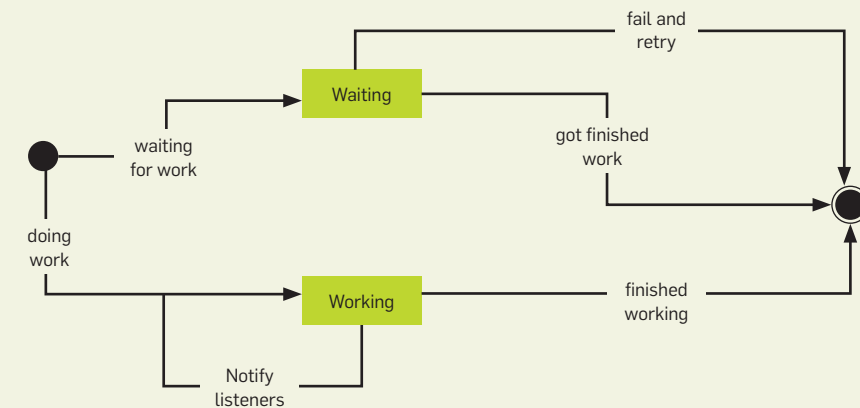 fail and
retry
Waiting
waiting
for work
got finished
work
doing
work
Working
finished
working
Notify
listeners